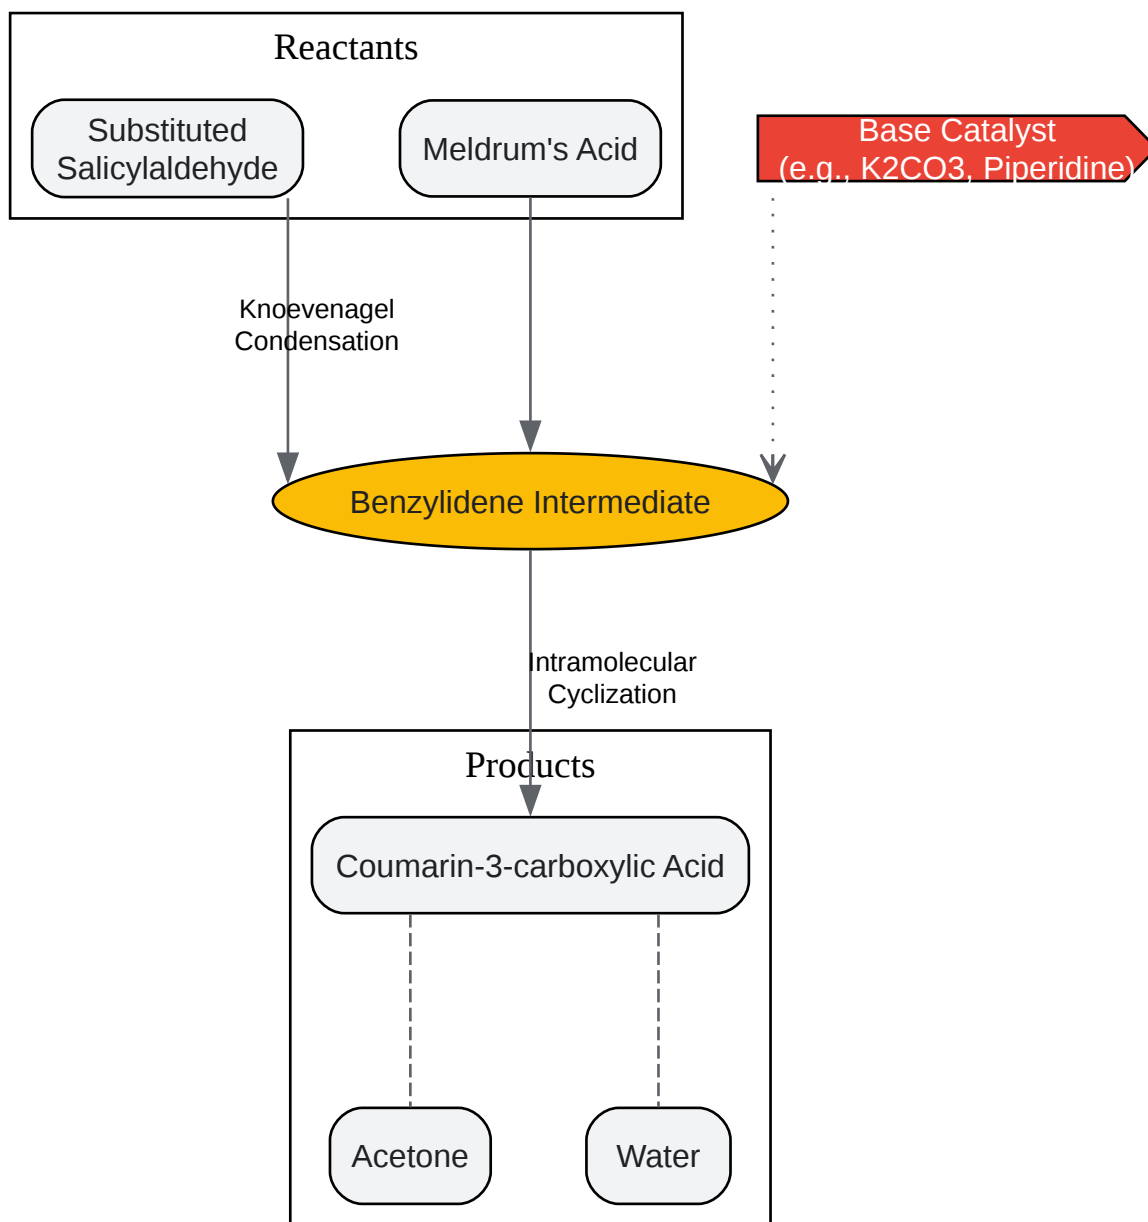 Reactants
Substituted
Salicylaldehyde
Meldrum's Acid
Base Catalyst
(e.g., K2CO3, Piperidine)
Knoevenagel
Condensation
Benzylidene Intermediate
Intramolecular
Cyclization
Products
Coumarin-3-carboxylic Acid
Acetone
Water